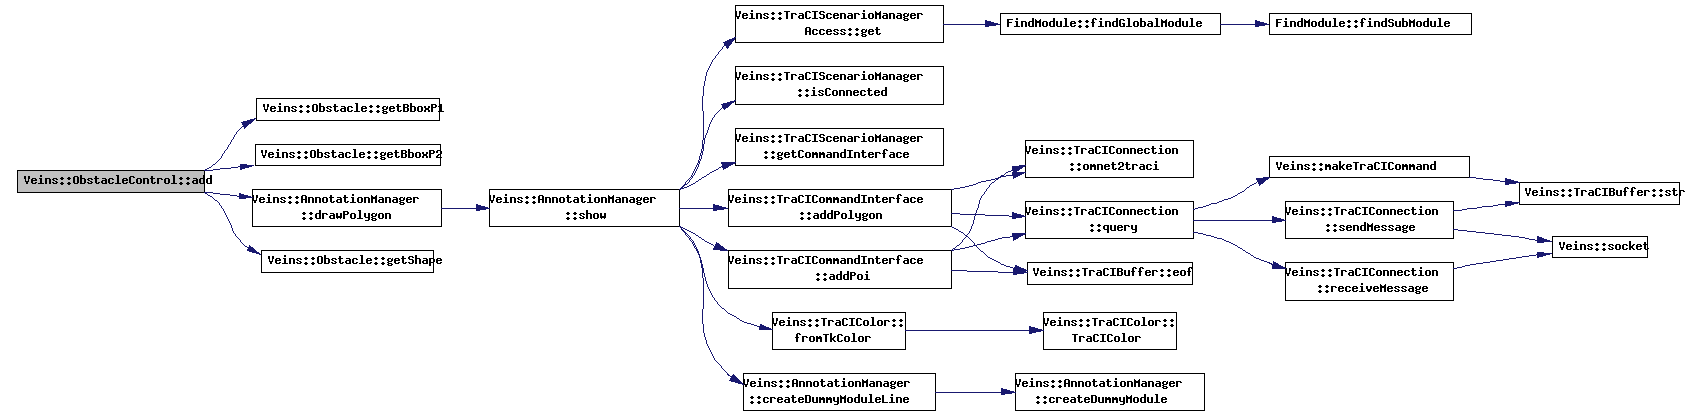 Veins::ObstacleControl::add
Veins::Obstacle::getBboxP1
Veins::Obstacle::getBboxP2
Veins::AnnotationManager
::drawPolygon
Veins::Obstacle::getShape
Veins::AnnotationManager
::show
Veins::TraCIScenarioManager
Access::get
Veins::TraCIScenarioManager
::isConnected
Veins::TraCIScenarioManager
::getCommandInterface
Veins::TraCICommandInterface
::addPolygon
Veins::TraCICommandInterface
::addPoi
Veins::TraCIColor::
fromTkColor
Veins::AnnotationManager
::createDummyModuleLine
FindModule::findGlobalModule
FindModule::findSubModule
Veins::TraCIConnection
::omnet2traci
Veins::TraCIConnection
::query
Veins::TraCIBuffer::eof
Veins::TraCIColor::
TraCIColor
Veins::AnnotationManager
::createDummyModule
Veins::makeTraCICommand
Veins::TraCIConnection
::sendMessage
Veins::TraCIConnection
::receiveMessage
Veins::TraCIBuffer::str
Veins::socket